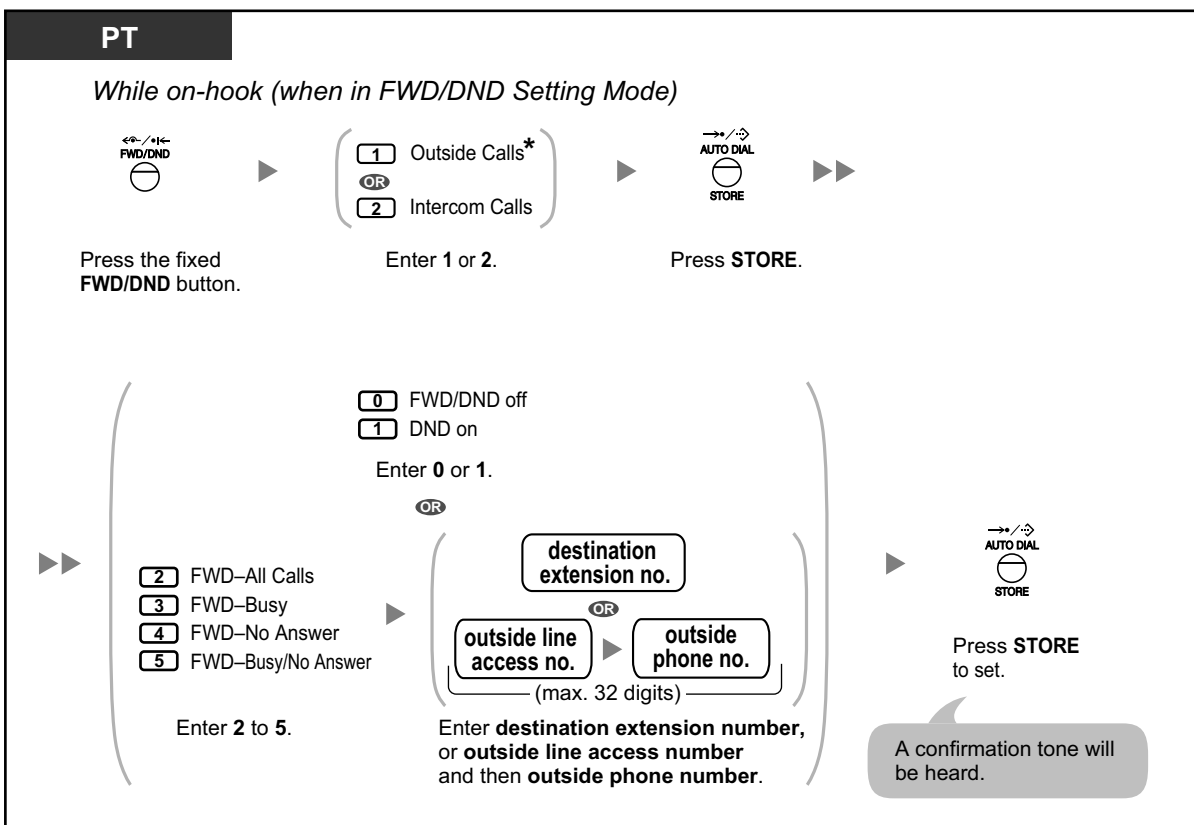 PT
While on-hook (when in FWD/DND Setting Mode)
FWD/DND
1 Outside Calls*
OR
2 Intercom Calls
AUTO DIAL
STORE
Press the fixed
FWD/DND button.
Enter 1 or 2.
Press STORE.
0 FWD/DND off
1 DND on
Enter 0 or 1.
OR
2 FWD–All Calls
3 FWD–Busy
4 FWD–No Answer
5 FWD–Busy/No Answer
Enter 2 to 5.
destination
extension no.
OR
outside line
access no.
outside
phone no.
(max. 32 digits)
Enter destination extension number,
or outside line access number
and then outside phone number.
AUTO DIAL
STORE
Press STORE
to set.
A confirmation tone will
be heard.